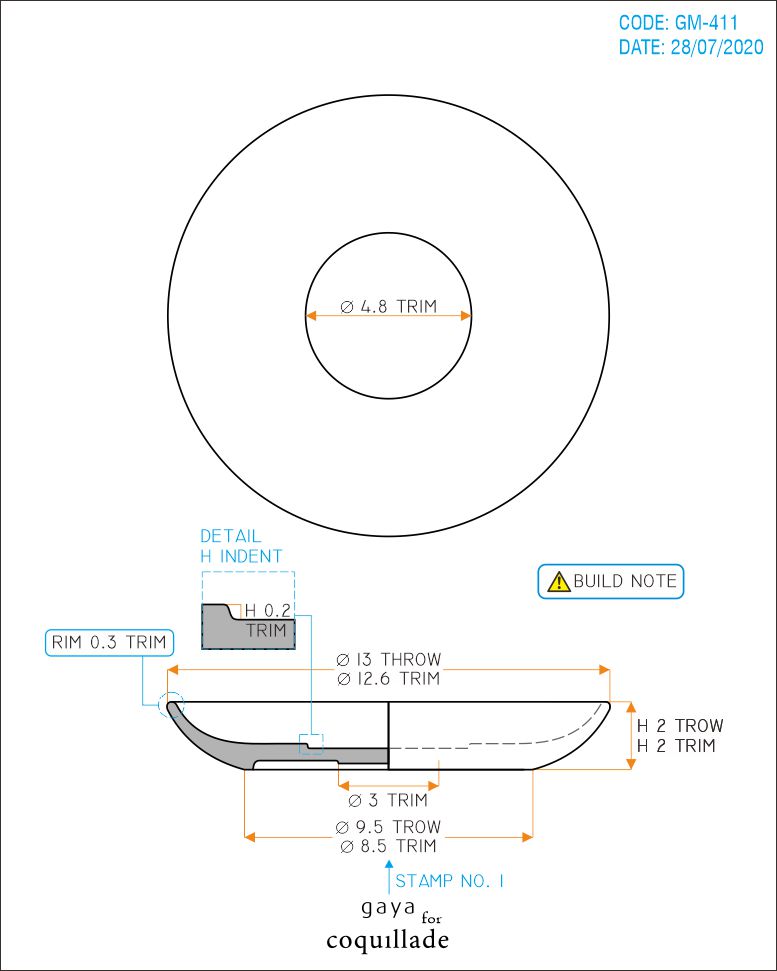 CODE: GM-411
DATE: 28/07/2020
Ø 4.8 TRIM
DETAIL
H INDENT
H 0.2
TRIM
BUILD NOTE
RIM 0.3 TRIM
Ø 13 THROW
Ø 12.6 TRIM
H 2 TROW
H 2 TRIM
Ø 3 TRIM
Ø 9.5 TROW
Ø 8.5 TRIM
STAMP NO. 1
gaya for
coquillade